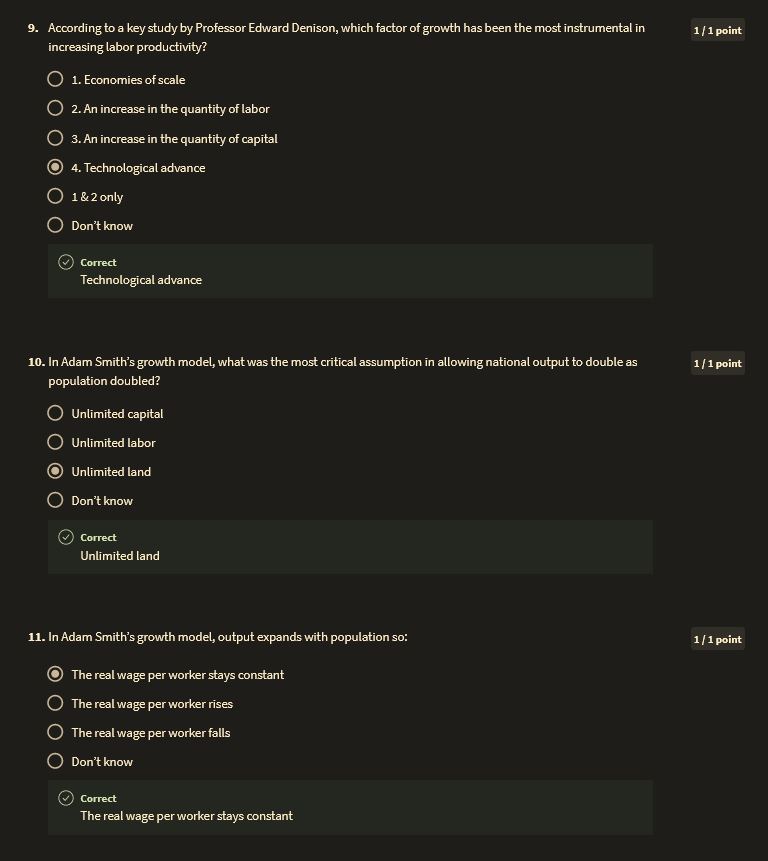 9. According to a key study by Professor Edward Denison, which factor of growth has been the most instrumental in
increasing labor productivity?
1 / 1 point
1. Economies of scale
2. An increase in the quantity of labor
3. An increase in the quantity of capital
4. Technological advance
1 & 2 only
Don't know
Correct
Technological advance
10. In Adam Smith's growth model, what was the most critical assumption in allowing national output to double as
population doubled?
1 / 1 point
Unlimited capital
Unlimited labor
Unlimited land
Don't know
Correct
Unlimited land
11. In Adam Smith's growth model, output expands with population so:
1 / 1 point
The real wage per worker stays constant
The real wage per worker rises
The real wage per worker falls
Don't know
Correct
The real wage per worker stays constant